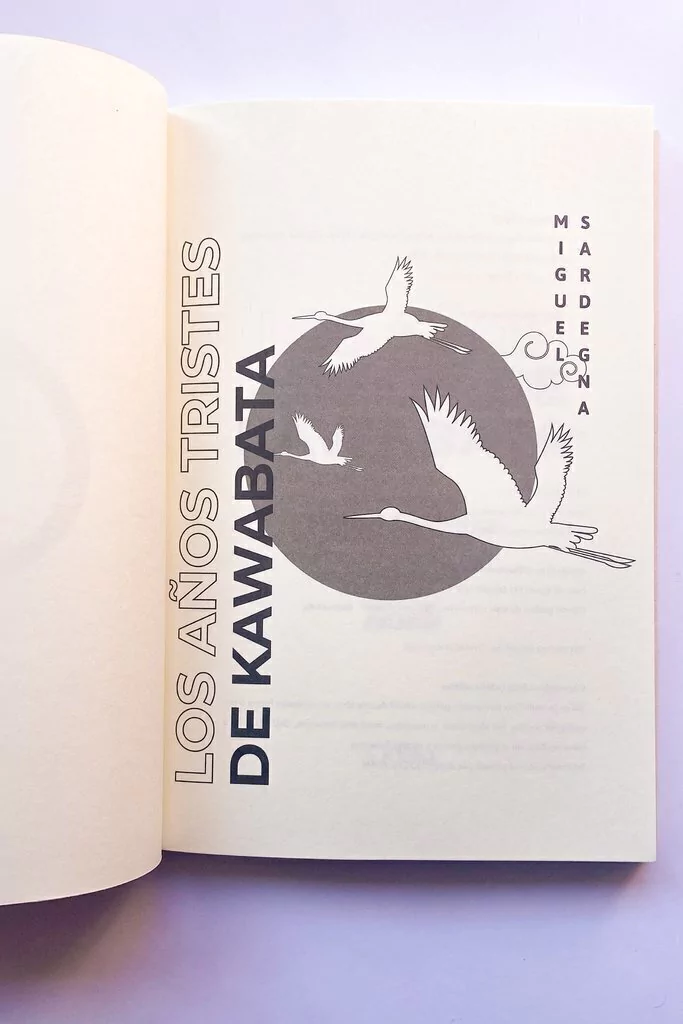 LOS AÑOS TRISTES
DE KAWABATA
MIGUEL
SARDEGNA